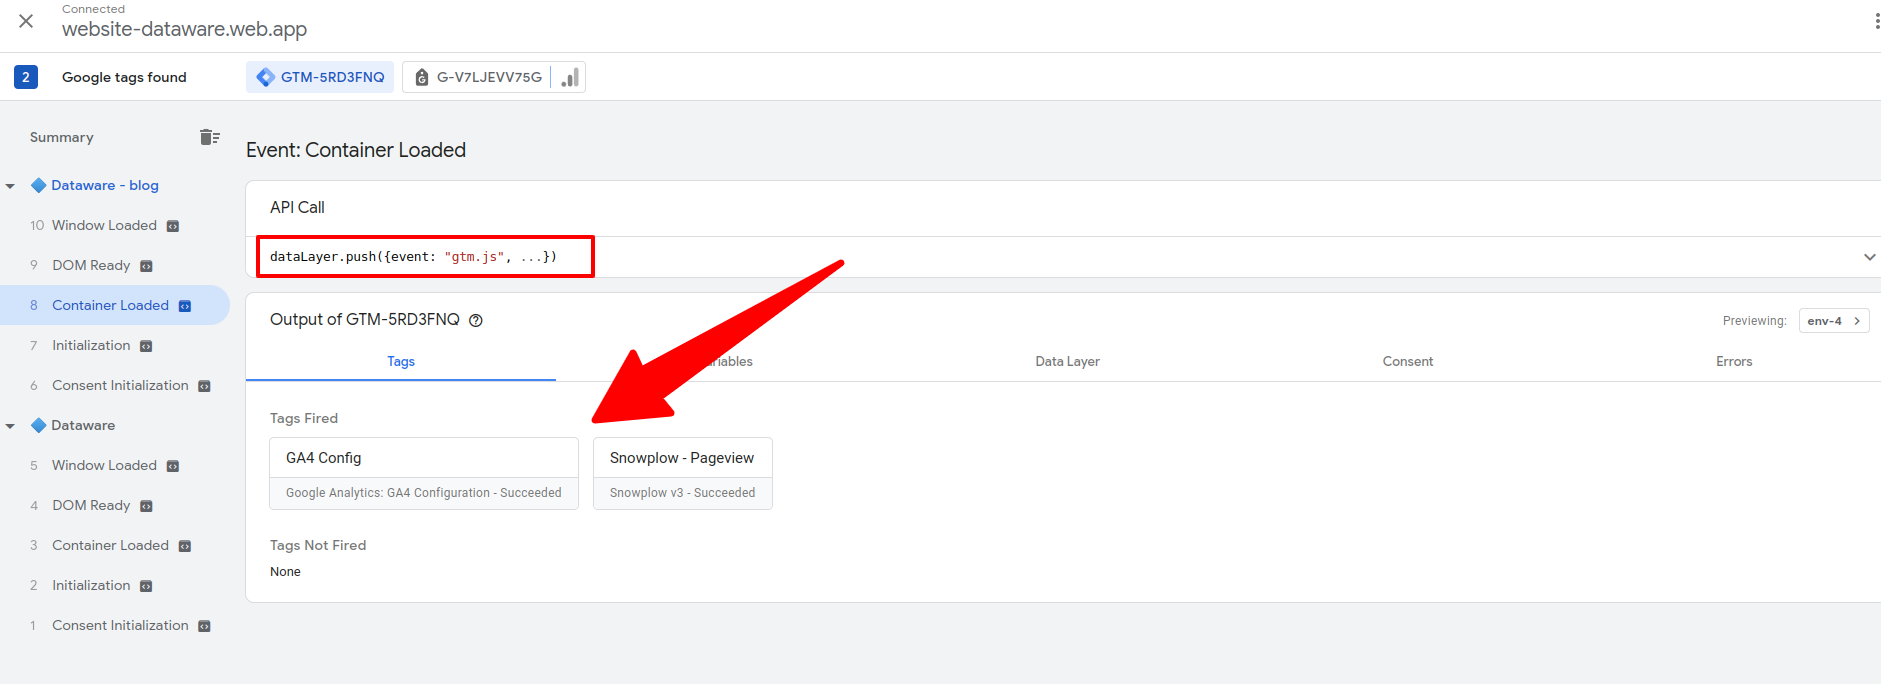 Connected
website-dataware.web.app
2 Google tags found GTM-5RD3FNQ G-V7LJEVV75G
Summary
Dataware - blog
10 Window Loaded
9 DOM Ready
8 Container Loaded
7 Initialization
6 Consent Initialization
Dataware
5 Window Loaded
4 DOM Ready
3 Container Loaded
2 Initialization
1 Consent Initialization
Event: Container Loaded
API Call
dataLayer.push({event: "gtm.js", ...})
Output of GTM-5RD3FNQ
Previewing: env-4
Tags Data Layer Consent Errors
Tags Fired
GA4 Config
Google Analytics: GA4 Configuration - Succeeded
Snowplow - Pageview
Snowplow v3 - Succeeded
Tags Not Fired
None